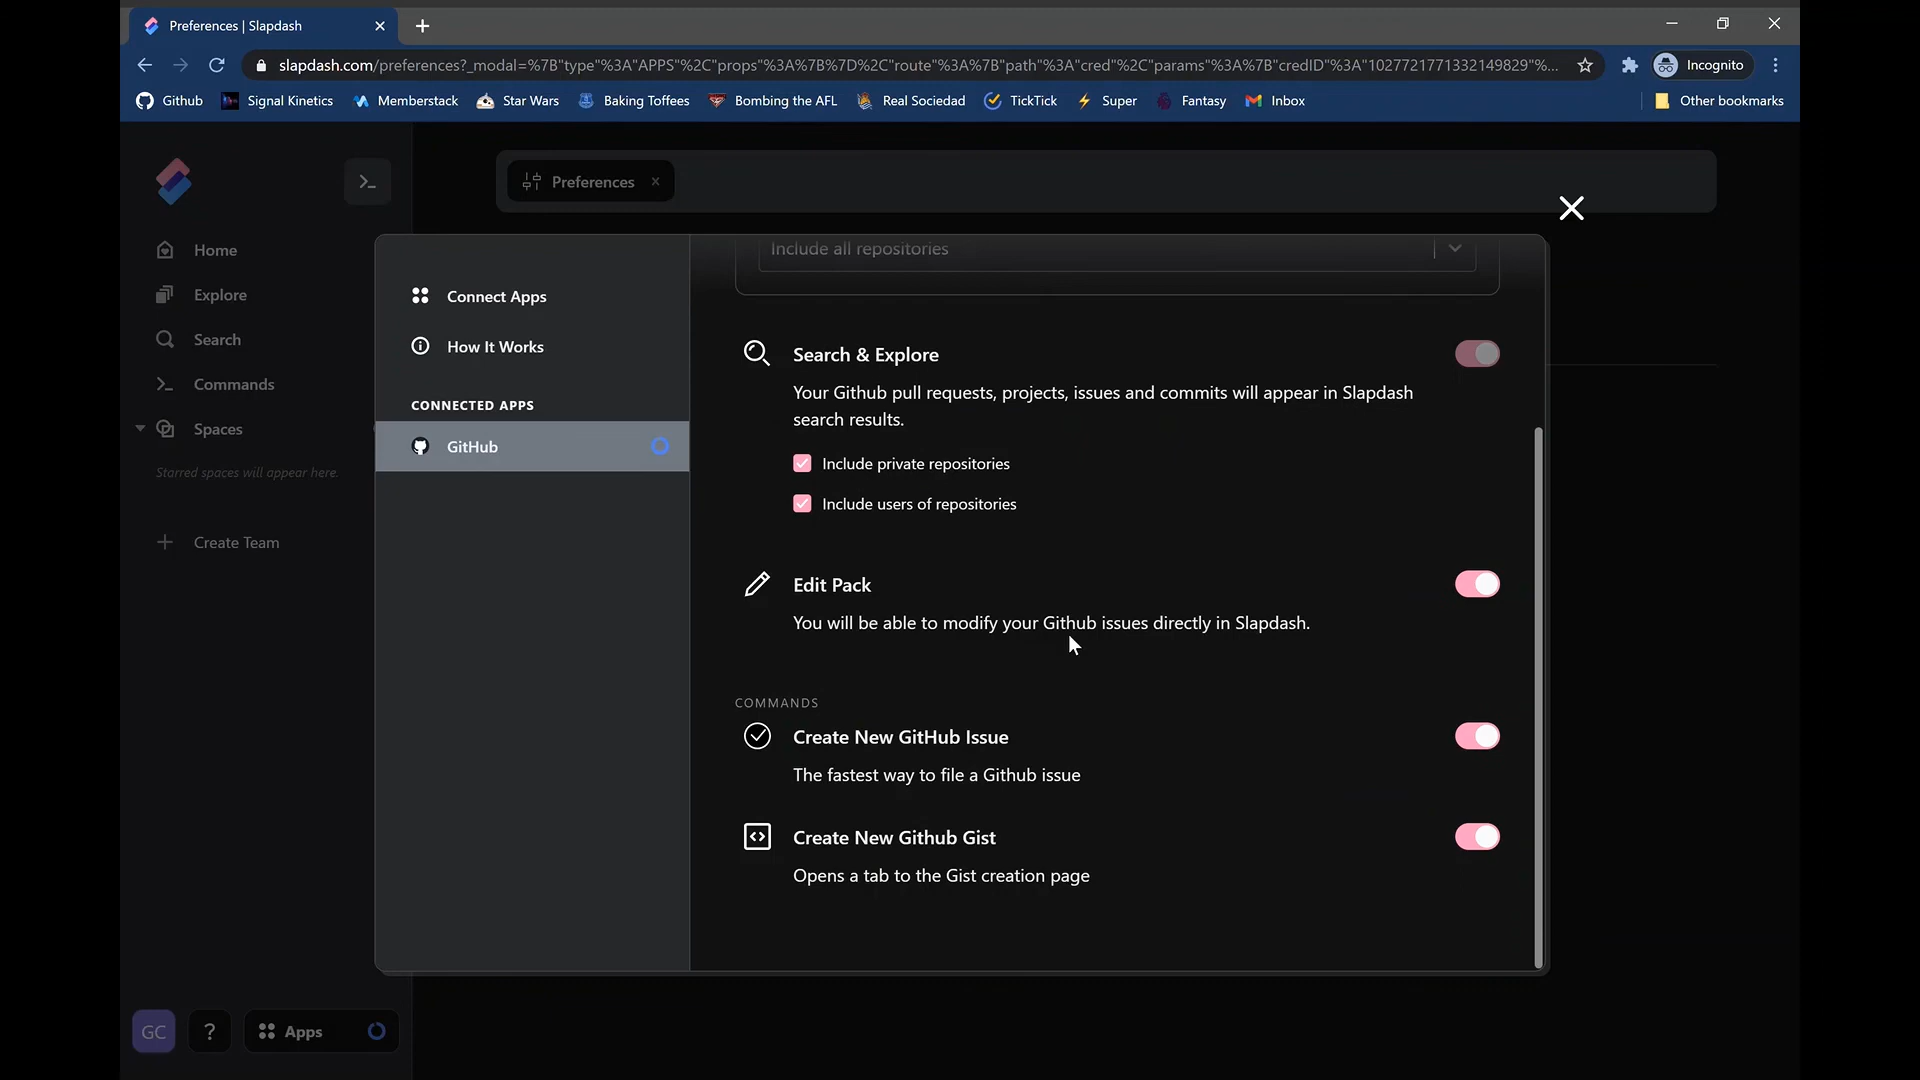 Preferences | Slapdash
slapdash.com/preferences?_modal=%7B"type"%3A"APPS"%2C"props"%3A%7B%7D%2C"route"%3A%7B"path"%3A"cred"%2C"params"%3A%7B"credID"%3A"1027721771332149829"%...
Incognito
Github Signal Kinetics Memberstack Star Wars Baking Toffees Bombing the AFL Real Sociedad TickTick Super Fantasy Inbox Other bookmarks
Preferences
Home
Explore
Search
Commands
Spaces
Starred spaces will appear here.
Create Team
GC ? Apps
Connect Apps
How It Works
CONNECTED APPS
GitHub
Include all repositories
Search & Explore
Your Github pull requests, projects, issues and commits will appear in Slapdash
search results.
Include private repositories
Include users of repositories
Edit Pack
You will be able to modify your Github issues directly in Slapdash.
COMMANDS
Create New GitHub Issue
The fastest way to file a Github issue
Create New Github Gist
Opens a tab to the Gist creation page